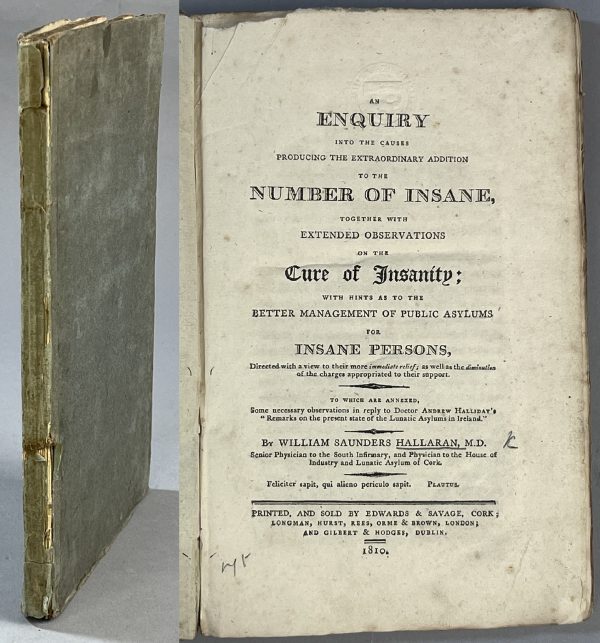 AN
ENQUIRY
INTO THE CAUSES
PRODUCING THE EXTRAORDINARY ADDITION
TO THE
NUMBER OF INSANE,
TOGETHER WITH
EXTENDED OBSERVATIONS
ON THE
Cure of Insanity;
WITH HINTS AS TO THE
BETTER MANAGEMENT OF PUBLIC ASYLUMS
FOR
INSANE PERSONS,
Directed with a view to their more immediate relief; as well as the diminution
of the charges appropriated to their support.
TO WHICH ARE ANNEXED,
Some necessary observations in reply to Doctor ANDREW HALLIDAY'S
"Remarks on the present state of the Lunatic Asylums in Ireland."
BY WILLIAM SAUNDERS HALLARAN, M.D. K
Senior Physician to the South Infirmary, and Physician to the House of
Industry and Lunatic Asylum of Cork.
Feliciter sapit, qui alieno periculo sapit. PLAUTUS.
PRINTED, AND SOLD BY EDWARDS & SAVAGE, CORK;
LONGMAN, HURST, REES, ORME & BROWN, LONDON;
AND GILBERT & HODGES, DUBLIN.
1810.